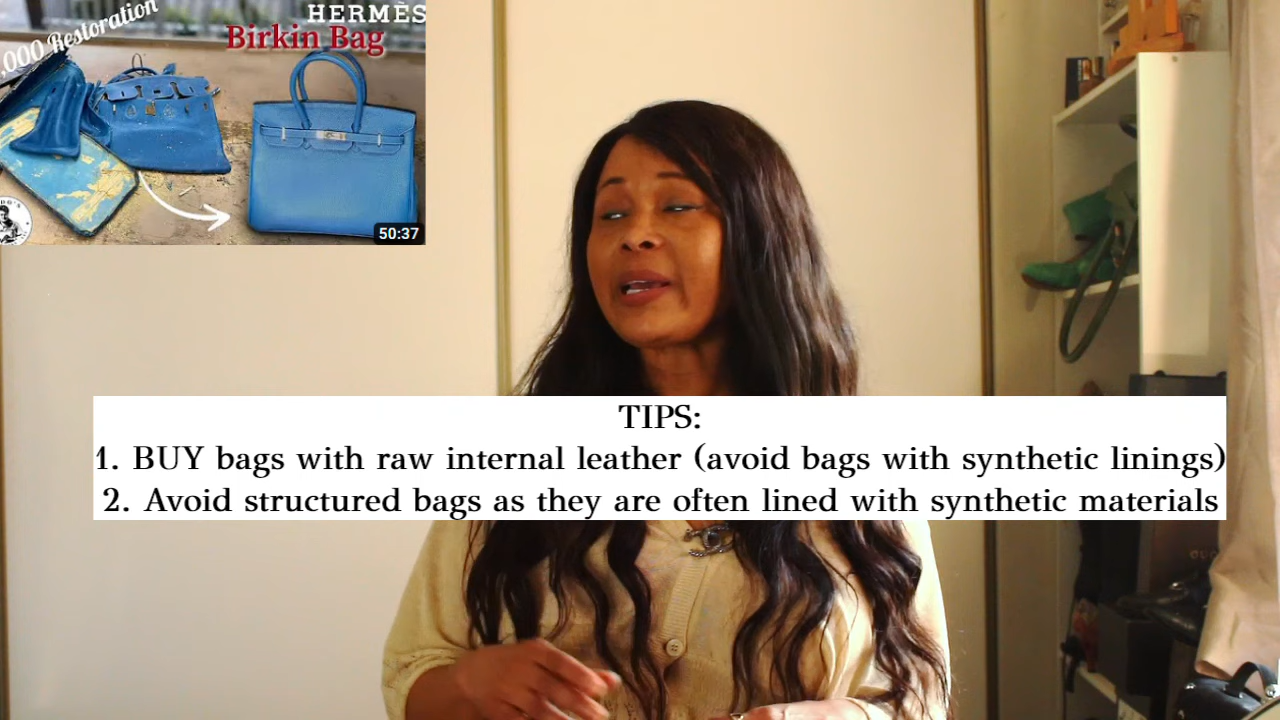 HERMÈS
,000 Restoration
Birkin Bag
50:37
TIPS:
1. BUY bags with raw internal leather (avoid bags with synthetic linings)
2. Avoid structured bags as they are often lined with synthetic materials